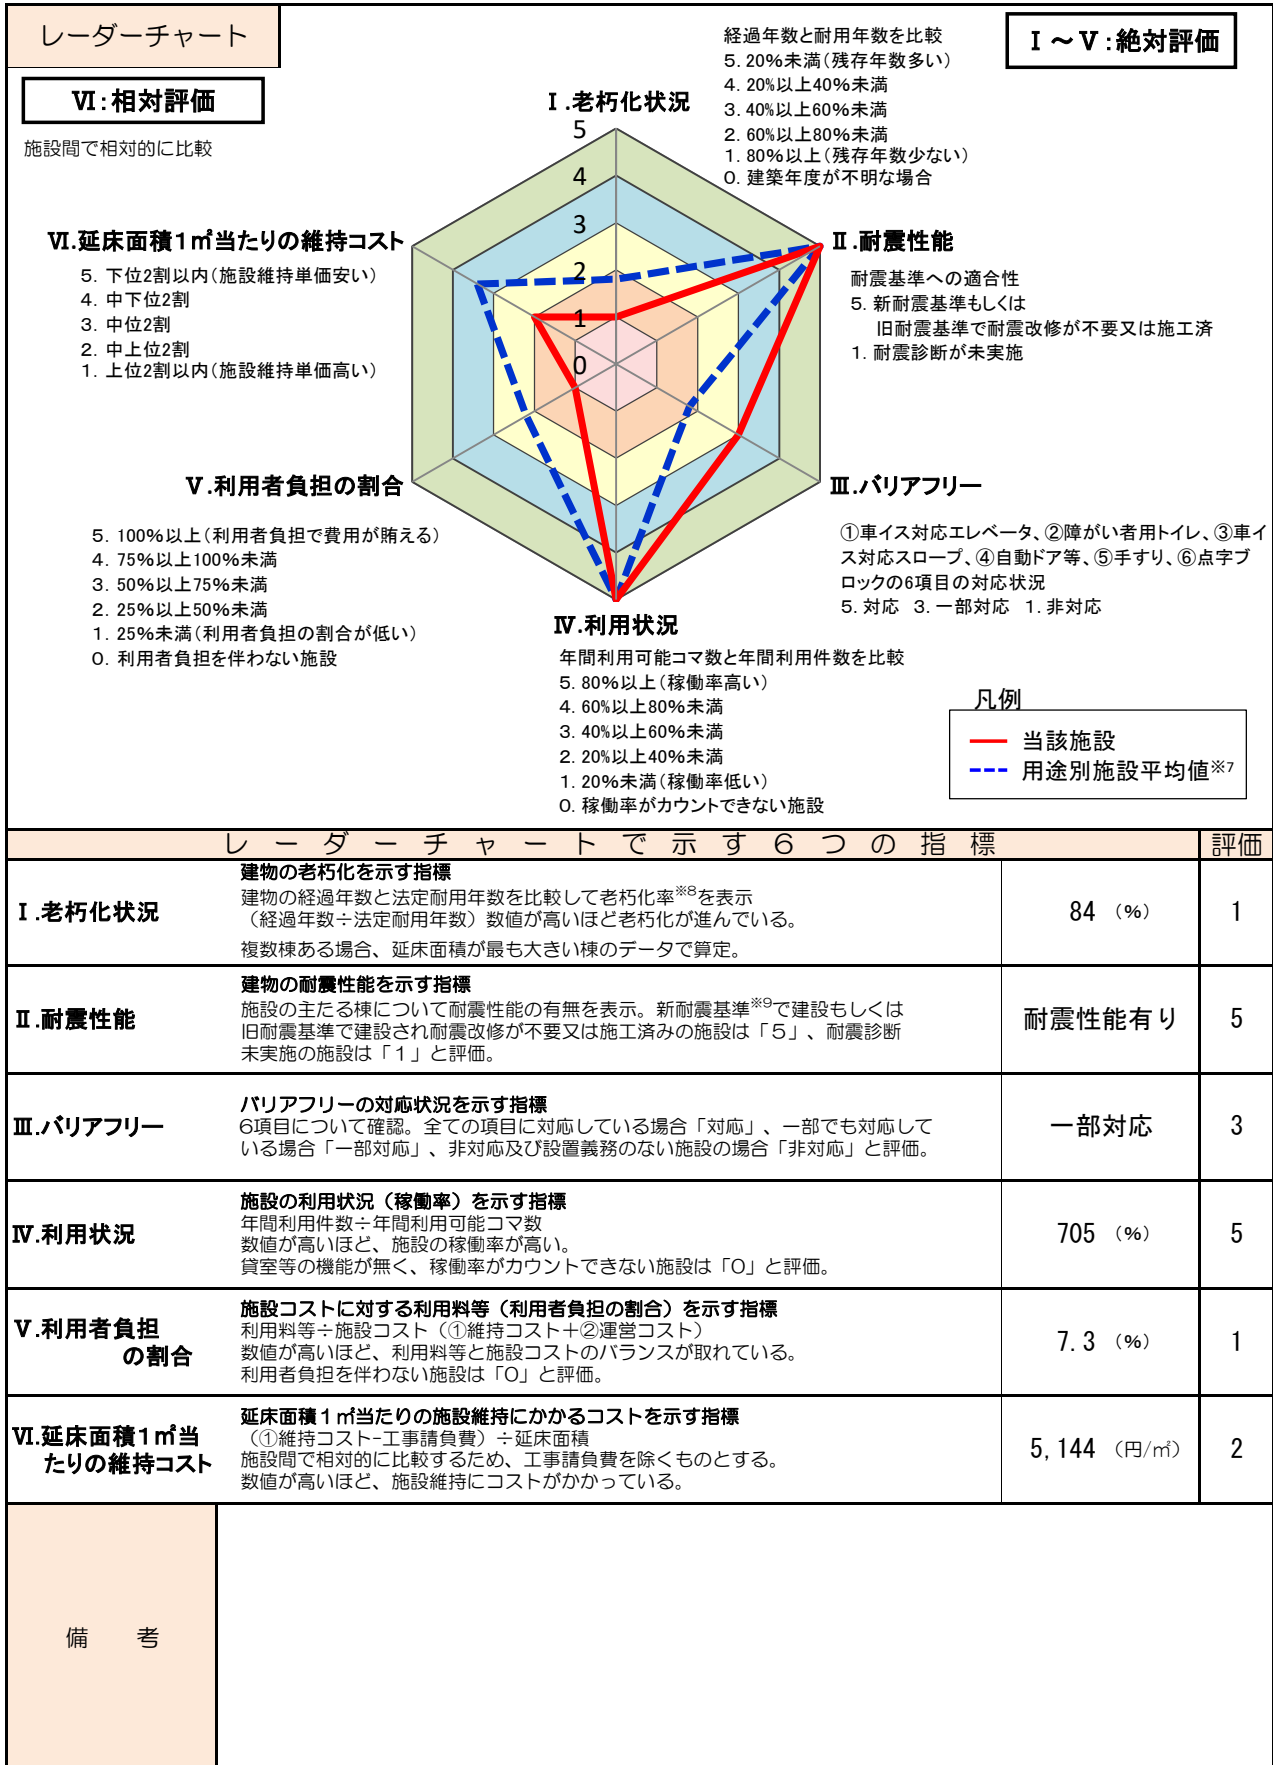 レーダーチャート
Ⅰ～Ⅴ:絶対評価
Ⅵ:相対評価
施設間で相対的に比較
Ⅰ.老朽化状況
経過年数と耐用年数を比較
5. 20%未満(残存年数多い)
4. 20%以上40%未満
3. 40%以上60%未満
2. 60%以上80%未満
1. 80%以上(残存年数少ない)
0. 建築年度が不明な場合
5
4
3
2
1
0
Ⅱ.耐震性能
耐震基準への適合性
5. 新耐震基準もしくは
旧耐震基準で耐震改修が不要又は施工済
1. 耐震診断が未実施
Ⅵ.延床面積1㎡当たりの維持コスト
5. 下位2割以内(施設維持単価安い)
4. 中下位2割
3. 中位2割
2. 中上位2割
1. 上位2割以内(施設維持単価高い)
Ⅲ.バリアフリー
①車イス対応エレベータ、②障がい者用トイレ、③車イ
ス対応スロープ、④自動ドア等、⑤手すり、⑥点字ブ
ロックの6項目の対応状況
5. 対応 3. 一部対応 1. 非対応
Ⅴ.利用者負担の割合
5. 100%以上(利用者負担で費用が賄える)
4. 75%以上100%未満
3. 50%以上75%未満
2. 25%以上50%未満
1. 25%未満(利用者負担の割合が低い)
0. 利用者負担を伴わない施設
Ⅳ.利用状況
年間利用可能コマ数と年間利用件数を比較
5. 80%以上(稼働率高い)
4. 60%以上80%未満
3. 40%以上60%未満
2. 20%以上40%未満
1. 20%未満(稼働率低い)
0. 稼働率がカウントできない施設
凡例
当該施設
用途別施設平均値※7
レーダーチャートで示す6つの指標 評価
Ⅰ.老朽化状況
建物の老朽化を示す指標
建物の経過年数と法定耐用年数を比較して老朽化率※8を表示
（経過年数÷法定耐用年数）数値が高いほど老朽化が進んでいる。
複数棟ある場合、延床面積が最も大きい棟のデータで算定。
84 (%) 1
Ⅱ.耐震性能
建物の耐震性能を示す指標
施設の主たる棟について耐震性能の有無を表示。新耐震基準※9で建設もしくは
旧耐震基準で建設され耐震改修が不要又は施工済みの施設は「5」、耐震診断
未実施の施設は「1」と評価。
耐震性能有り 5
Ⅲ.バリアフリー
バリアフリーの対応状況を示す指標
6項目について確認。全ての項目に対応している場合「対応」、一部でも対応して
いる場合「一部対応」、非対応及び設置義務のない施設の場合「非対応」と評価。
一部対応 3
Ⅳ.利用状況
施設の利用状況（稼働率）を示す指標
年間利用件数÷年間利用可能コマ数
数値が高いほど、施設の稼働率が高い。
貸室等の機能が無く、稼働率がカウントできない施設は「0」と評価。
705 (%) 5
Ⅴ.利用者負担
の割合
施設コストに対する利用料等（利用者負担の割合）を示す指標
利用料等÷施設コスト（①維持コスト＋②運営コスト）
数値が高いほど、利用料等と施設コストのバランスが取れている。
利用者負担を伴わない施設は「0」と評価。
7.3 (%) 1
Ⅵ.延床面積1㎡当
たりの維持コスト
延床面積１㎡当たりの施設維持にかかるコストを示す指標
（①維持コスト-工事請負費）÷延床面積
施設間で相対的に比較するため、工事請負費を除くものとする。
数値が高いほど、施設維持にコストがかかっている。
5,144 (円/㎡) 2
備 考